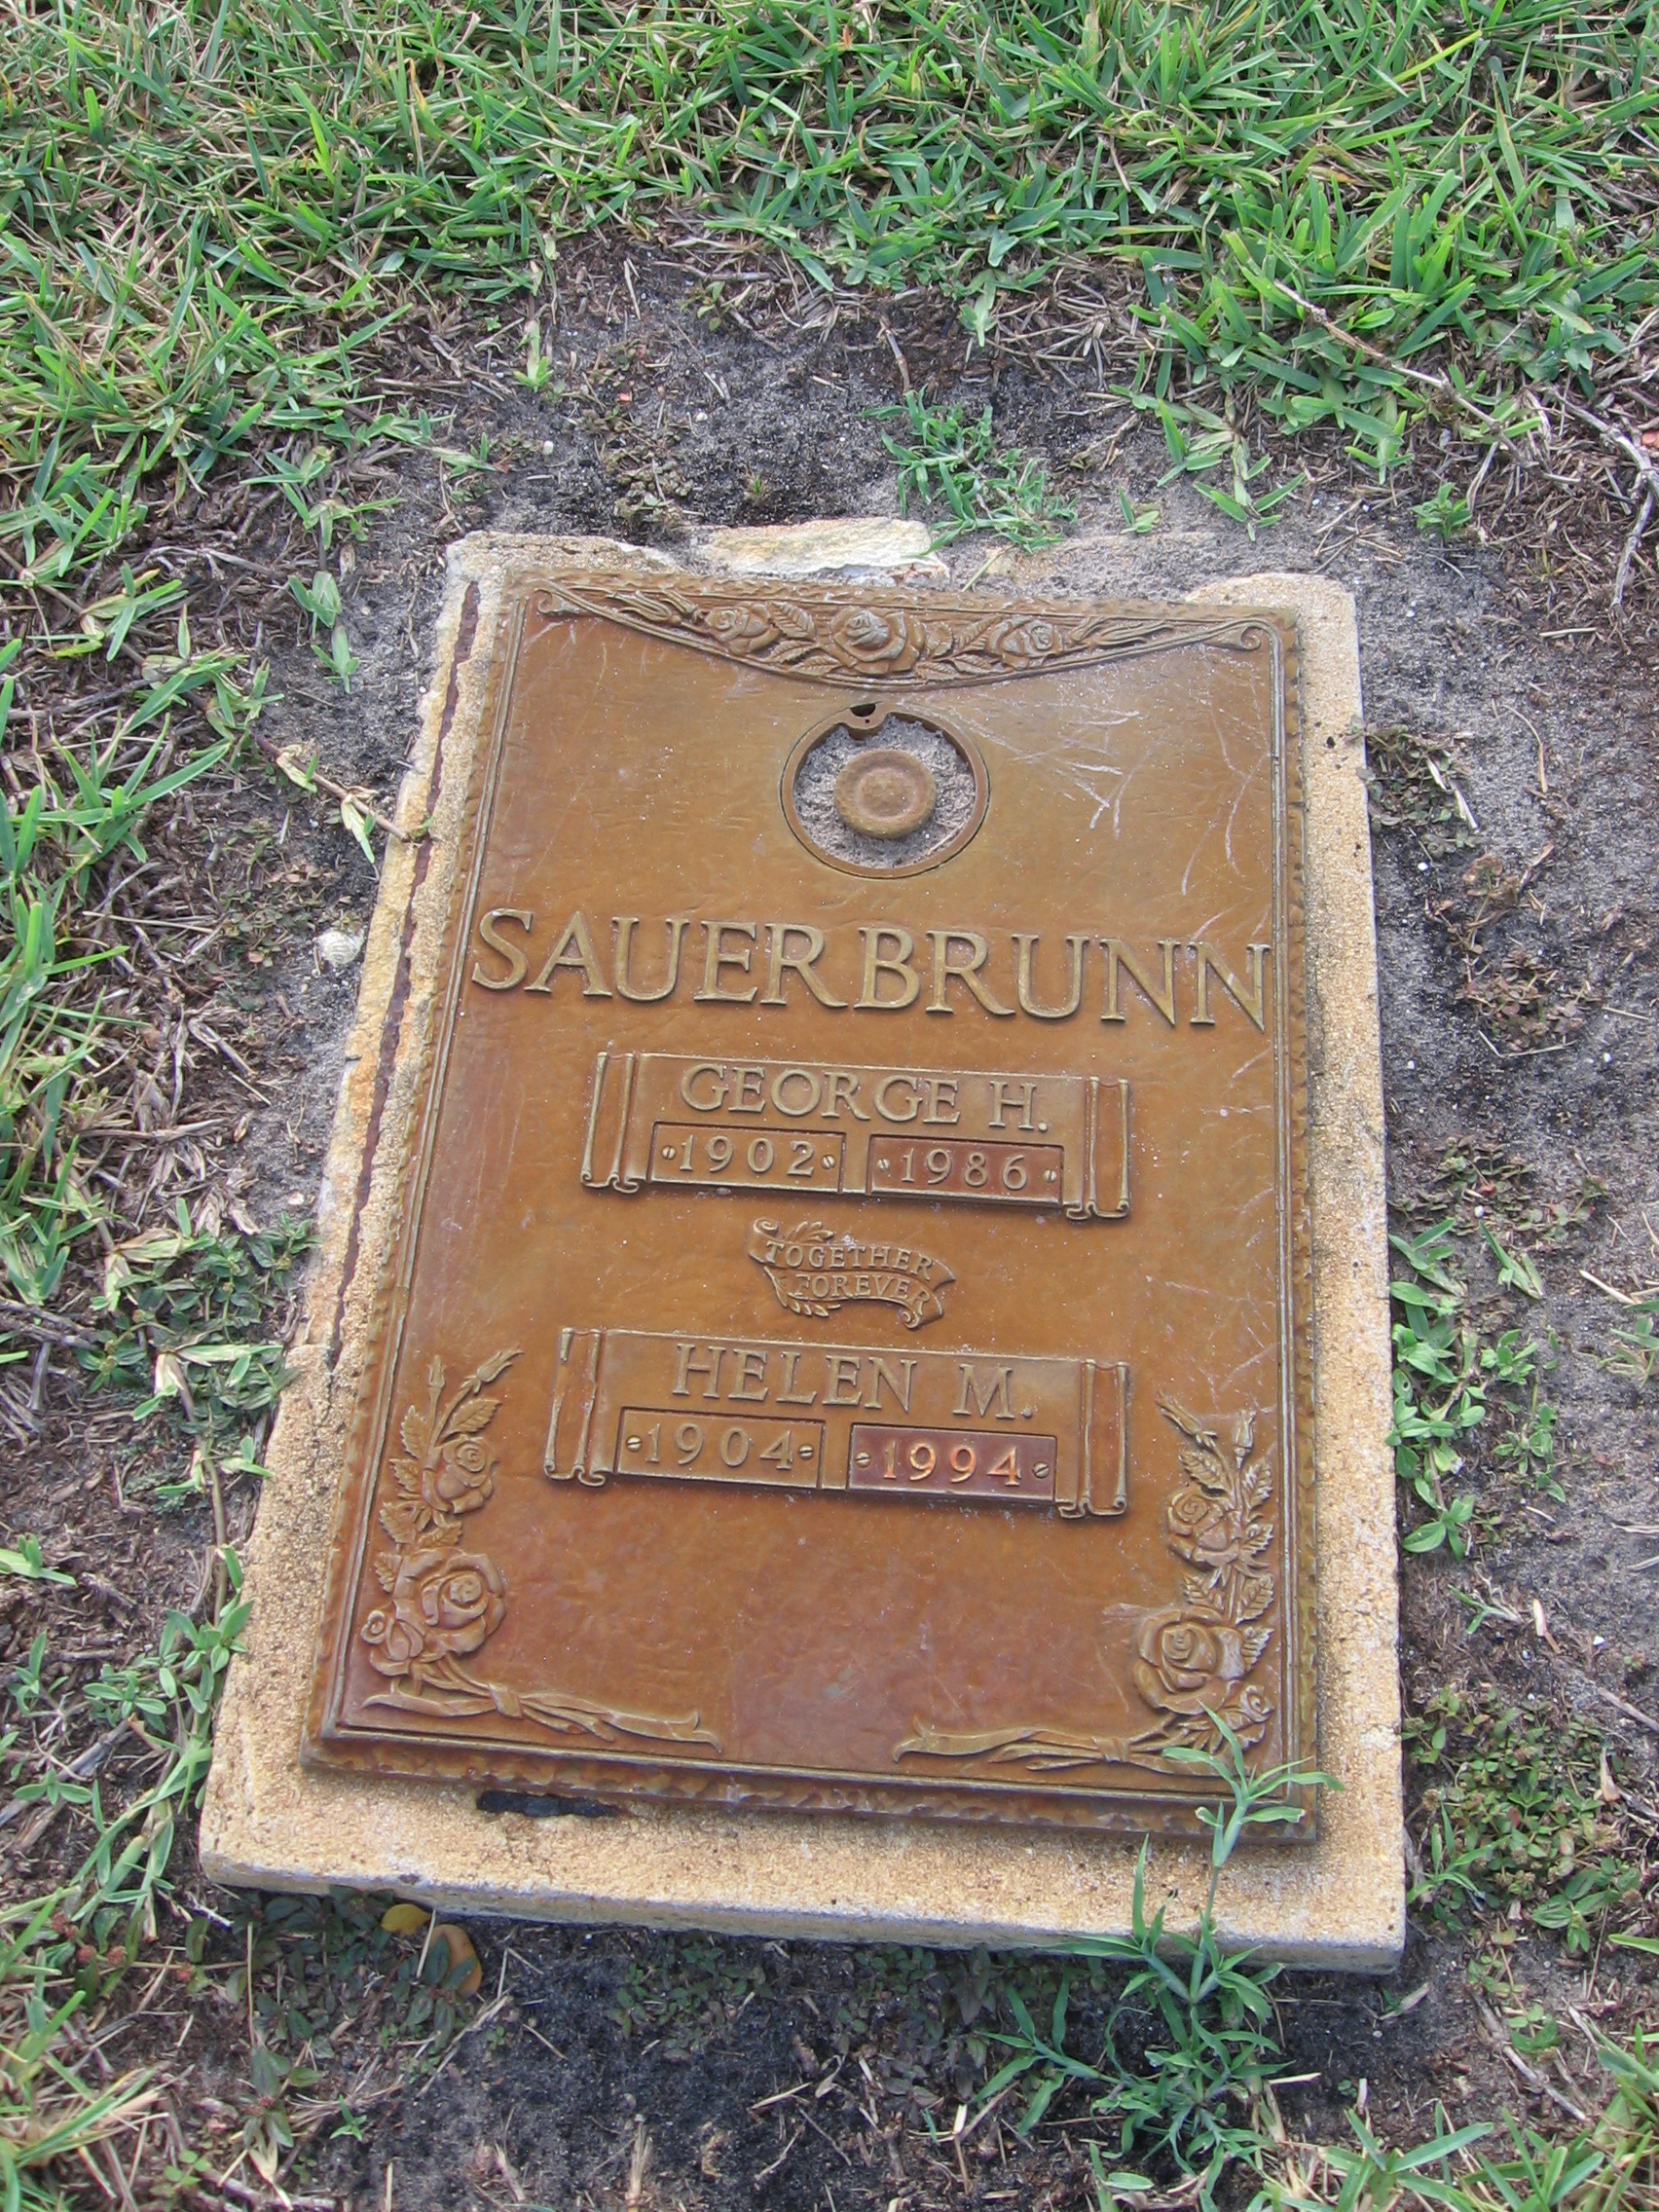 SAUERBRUNN
GEORGE H.
1902 1986
TOGETHER
FOREVER
HELEN M.
1904 1994